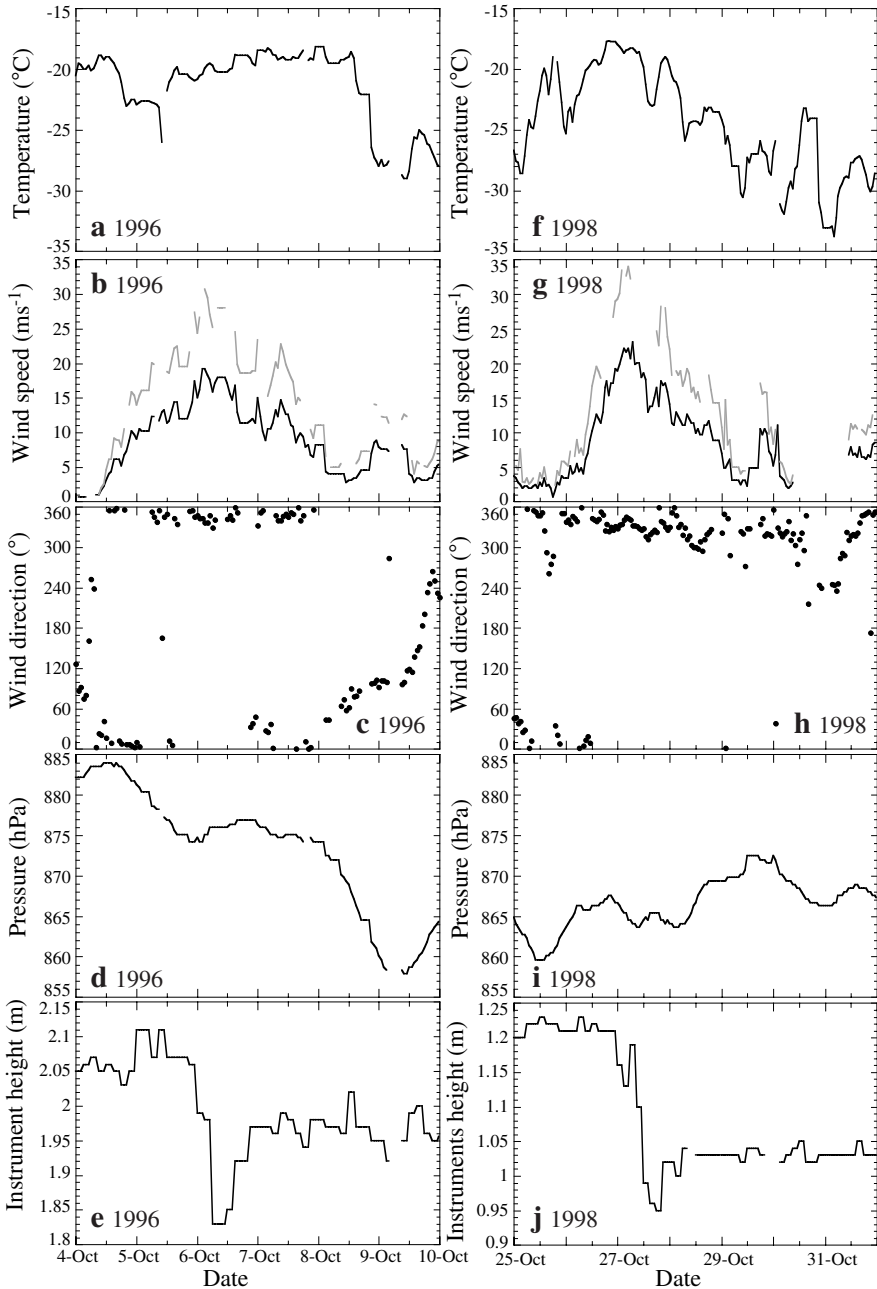 -15
-20
-25
-30
-35
Temperature (°C)
a 1996
-15
-20
-25
-30
-35
Temperature (°C)
f 1998
35
30
25
20
15
10
5
0
Wind speed (ms-1)
b 1996
35
30
25
20
15
10
5
0
Wind speed (ms-1)
g 1998
360
300
240
180
120
60
0
Wind direction (°)
c 1996
360
300
240
180
120
60
0
Wind direction (°)
h 1998
885
880
875
870
865
860
855
Pressure (hPa)
d 1996
885
880
875
870
865
860
855
Pressure (hPa)
i 1998
2.1
2.1
2.05
2
1.95
1.9
1.85
1.8
Instrument height (m)
e 1996
4-Oct 5-Oct 6-Oct 7-Oct 8-Oct 9-Oct 10-Oct
Date
1.25
1.2
1.15
1.1
1.05
1
0.95
0.9
Instruments height (m)
j 1998
25-Oct 27-Oct 29-Oct 31-Oct
Date